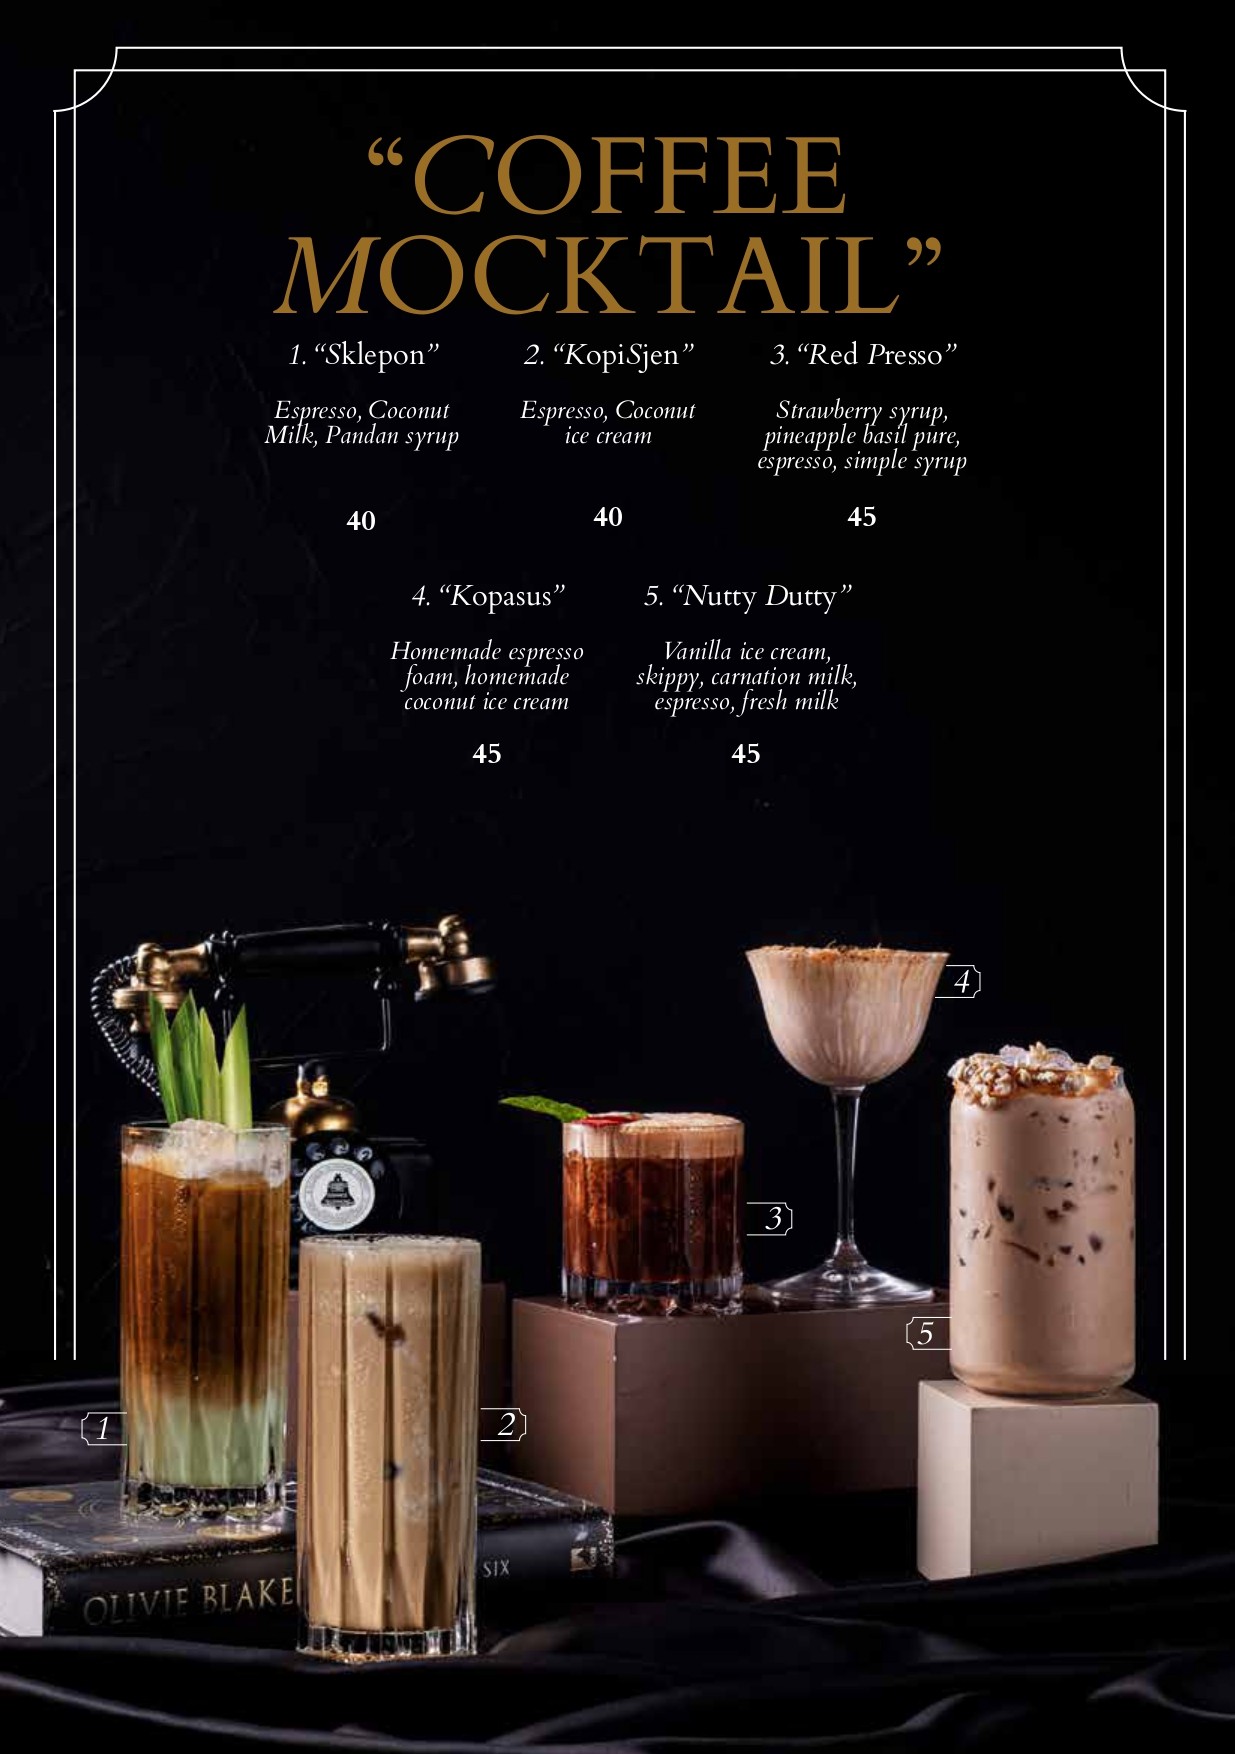 “COFFEE
MOCKTAIL”
1. “Sklepon”
Espresso, Coconut
Milk, Pandan syrup
40
2. “KopiSjen”
Espresso, Coconut
ice cream
40
3. “Red Presso”
Strawberry syrup,
pineapple basil pure,
espresso, simple syrup
45
4. “Kopasus”
Homemade espresso
foam, homemade
coconut ice cream
45
5. “Nutty Dutty”
Vanilla ice cream,
skippy, carnation milk,
espresso, fresh milk
45
4
3
5
1
2
OLIVIE BLAKE
SIX